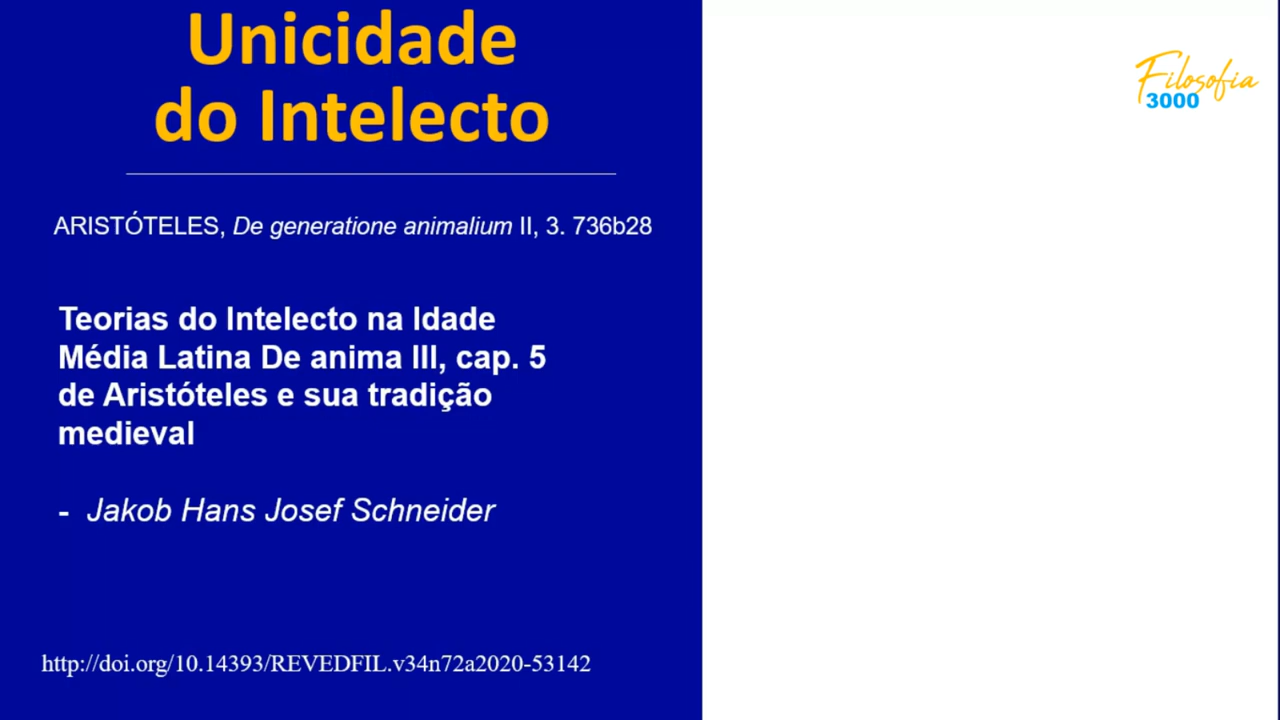 Unicidade
do Intelecto
Filosofia
3000
ARISTÓTELES, De generatione animalium II, 3. 736b28
Teorias do Intelecto na Idade
Média Latina De anima III, cap. 5
de Aristóteles e sua tradição
medieval
- Jakob Hans Josef Schneider
http://doi.org/10.14393/REVEDFIL.v34n72a2020-53142